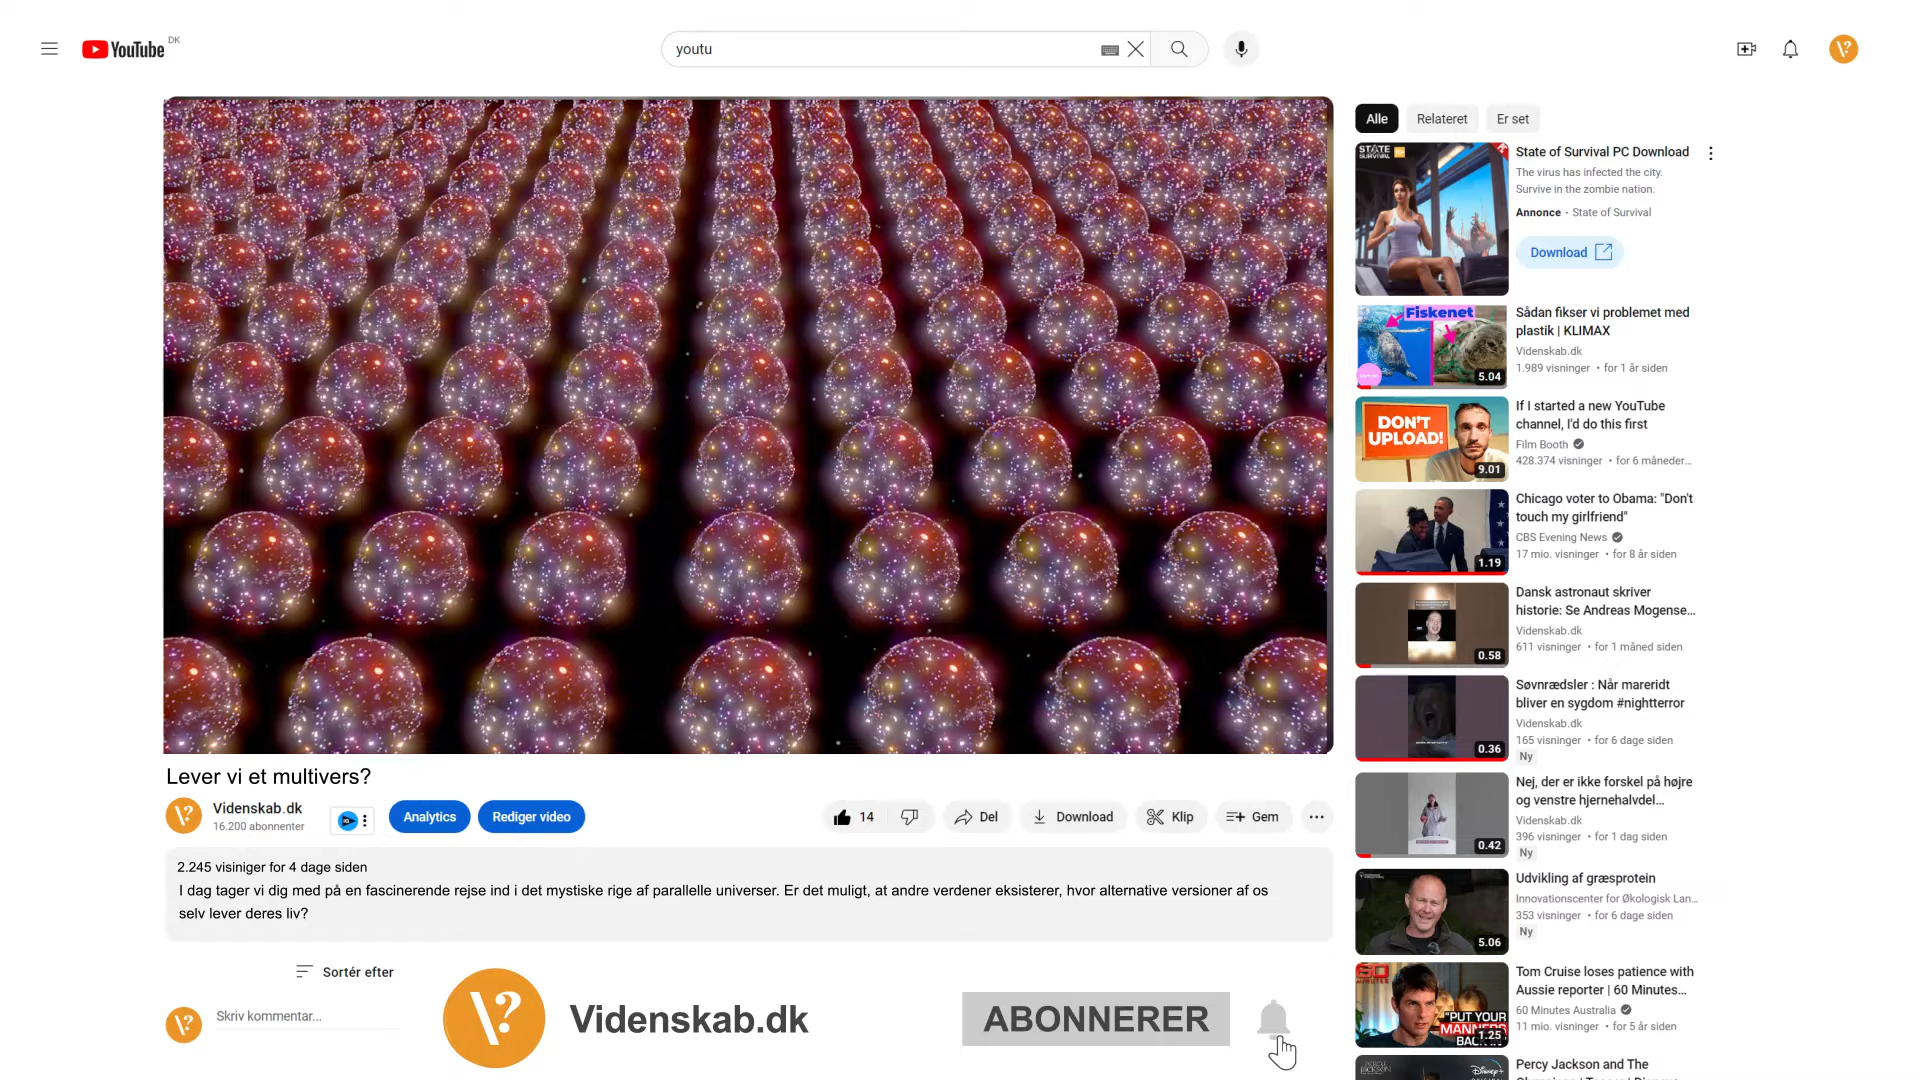 YouTube DK
youtu
Lever vi et multivers?
Videnskab.dk
16.200 abonnenter
Analytics
Rediger video
14
Del
Download
Klip
Gem
2.245 visiniger for 4 dage siden
I dag tager vi dig med på en fascinerende rejse ind i det mystiske rige af parallelle universer. Er det muligt, at andre verdener eksisterer, hvor alternative versioner af os
selv lever deres liv?
Sortér efter
Skriv kommentar...
Videnskab.dk
ABONNERER
Alle
Relateret
Er set
STATE
SURVIVAL
State of Survival PC Download
The virus has infected the city.
Survive in the zombie nation.
Annonce · State of Survival
Download
Fiskenet
5.04
Sådan fikser vi problemet med
plastik | KLIMAX
Videnskab.dk
1.989 visninger • for 1 år siden
DON'T
UPLOAD!
9.01
If I started a new YouTube
channel, I'd do this first
Film Booth
428.374 visninger • for 6 måneder...
1.19
Chicago voter to Obama: "Don't
touch my girlfriend"
CBS Evening News
17 mio. visninger • for 8 år siden
0.58
Dansk astronaut skriver
historie: Se Andreas Mogense...
Videnskab.dk
611 visninger • for 1 måned siden
0.36
Søvnrædsler : Når mareridt
bliver en sygdom #nightterror
Videnskab.dk
165 visninger • for 6 dage siden
Ny
0.42
Nej, der er ikke forskel på højre
og venstre hjernehalvdel...
Videnskab.dk
396 visninger • for 1 dag siden
Ny
5.06
Udvikling af græsprotein
Innovationscenter for Økologisk Lan...
353 visninger • for 6 dage siden
Ny
60
MINUTES
"PUT YOUR
MANNERS
BACK IN
1.25
Tom Cruise loses patience with
Aussie reporter | 60 Minutes...
60 Minutes Australia
11 mio. visninger • for 5 år siden
PERCY
JACKSON
Disney+
Percy Jackson and The